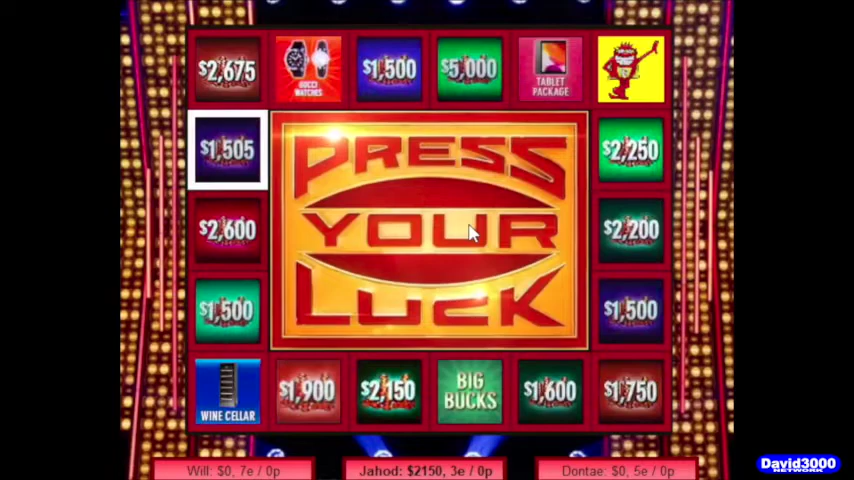 $2,675
GUCCI
WATCHES
$1,500
$5,000
TABLET
PACKAGE
$1,505
$2,250
PRESS
YOUR
LUCK
$2,600
$2,200
$1,500
$1,500
WINE CELLAR
$1,900
$2,150
BIG
BUCKS
$1,600
$1,750
Will: $0, 7e / 0p
Jahod: $2150, 3e / 0p
Dontae: $0, 5e / 0p
David3000
NETWORK